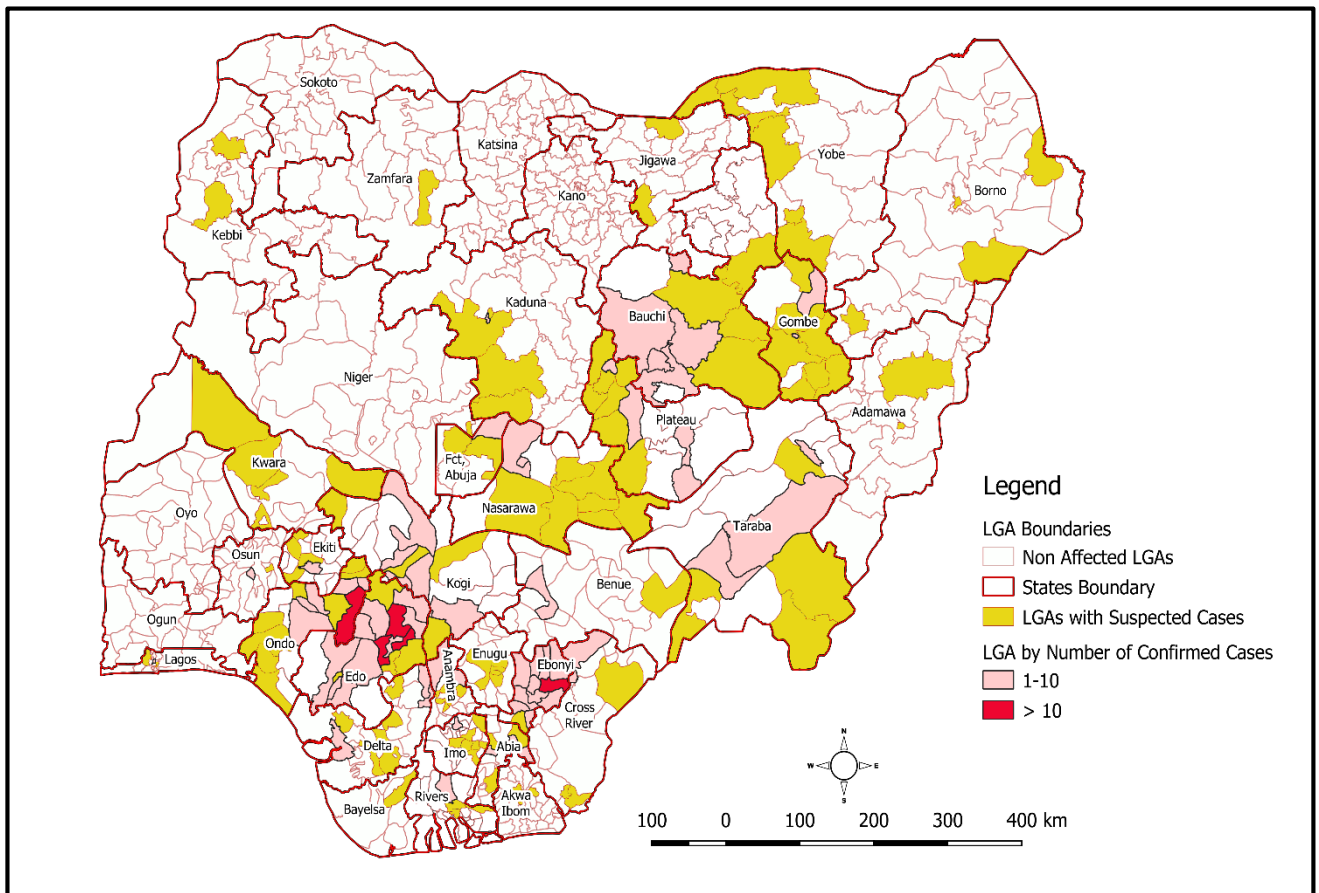 Sokoto
Katsina
Jigawa
Yobe
Zamfara
Kano
Borno
Kebbi
Kaduna
Bauchi
Gombe
Niger
Adamawa
Plateau
Kwara
Fct,
Abuja
Nasarawa
Oyo
Taraba
Osun
Ekiti
Kogi
Benue
Ogun
Ondo
Lagos
Edo
Anambra
Enugu
Ebonyi
Cross
River
Delta
Imo
Abia
Bayelsa
Rivers
Akwa
Ibom
Legend
LGA Boundaries
Non Affected LGAs
States Boundary
LGAs with Suspected Cases
LGA by Number of Confirmed Cases
1-10
> 10
N
W E
S
100 0 100 200 300 400 km